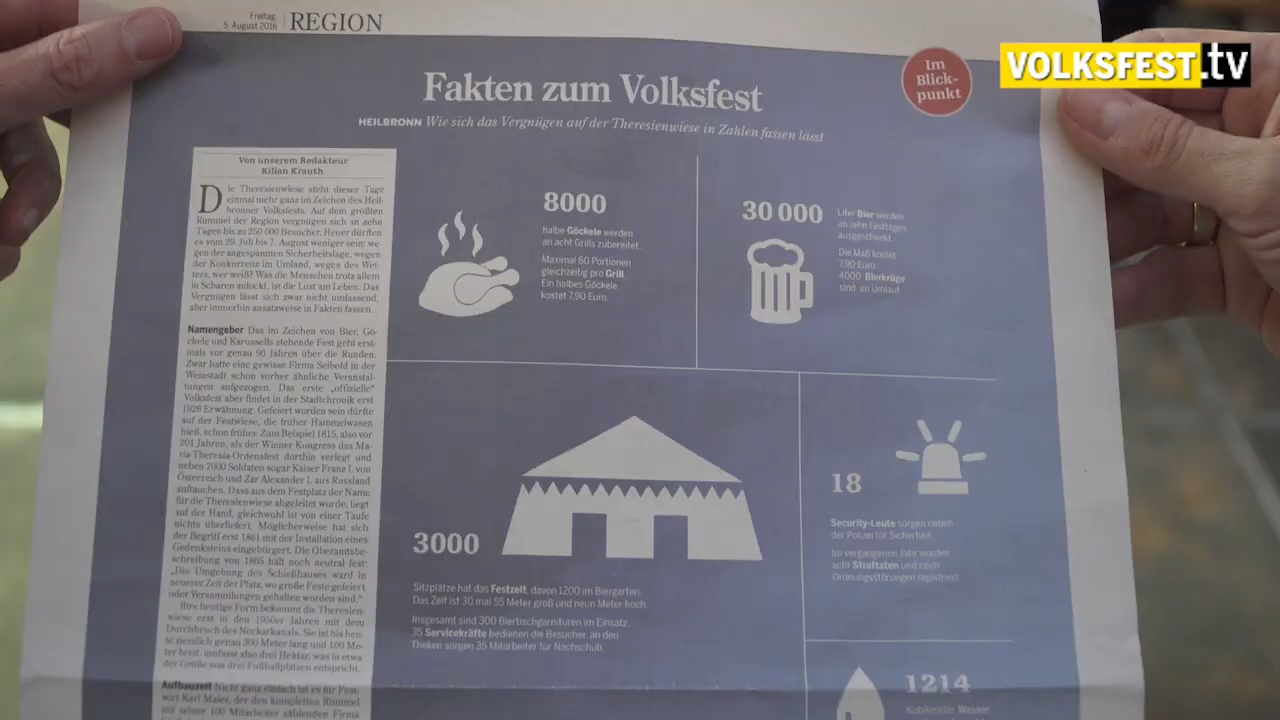 Freitag,
5. August 2016
REGION
VOLKSFEST.tv
Im
Blick-
punkt
Fakten zum Volksfest
HEILBRONN Wie sich das Vergnügen auf der Theresienwiese in Zahlen fassen lässt
Von unserem Redakteur
Kilian Krauth
Die Theresienwiese steht dieser Tage
einmal mehr ganz im Zeichen des Heil-
bronner Volksfests. Auf dem größten
Rummel der Region vergnügen sich an zehn
Tagen bis zu 250 000 Besucher. Heuer dürften
es vom 29. Juli bis 7. August weniger sein: we-
gen der angespannten Sicherheitslage, wegen
der Konkurrenz im Umland, wegen des Wet-
ters, wer weiß? Was die Menschen trotz allem
in Scharen anlockt, ist die Lust am Leben. Das
Vergnügen lässt sich zwar nicht umfassend,
aber immerhin ansatzweise in Fakten fassen.
Namengeber Das im Zeichen von Bier, Gö-
ckele und Karussells stehende Fest geht erst-
mals vor genau 90 Jahren über die Runden.
Zwar hatte eine gewisse Firma Seibold in der
Weinstadt schon vorher ähnliche Veranstal-
tungen aufgezogen. Das erste „offizielle"
Volksfest aber findet in der Stadtchronik erst
1926 Erwähnung. Gefeiert worden sein dürfte
auf der Festwiese, die früher Hammelwasen
hieß, schon früher. Zum Beispiel 1815, also vor
201 Jahren, als der Wiener Kongress das Ma-
ria-Theresia-Ordensfest dorthin verlegt und
neben 7000 Soldaten sogar Kaiser Franz I. von
Österreich und Zar Alexander I. aus Russland
auftauchen. Dass aus dem Festplatz der Name
für die Theresienwiese abgeleitet wurde, liegt
auf der Hand, gleichwohl ist von einer Taufe
nichts überliefert. Möglicherweise hat sich
der Begriff erst 1861 mit der Installation eines
Gedenksteins eingebürgert. Die Oberamtsbe-
schreibung von 1865 hält noch neutral fest:
„Die Umgebung des Schießhauses ward in
neuerer Zeit der Platz, wo große Feste gefeiert
oder Versammlungen gehalten worden sind."
Ihre heutige Form bekommt die Theresien-
wiese erst in den 1950er Jahren mit dem
Durchbruch des Neckarkanals. Sie ist bis heu-
te ziemlich genau 300 Meter lang und 100 Me-
ter breit, umfasst also drei Hektar, was in etwa
der Größe von drei Fußballplätzen entspricht.
Aufbauzeit Nicht ganz einfach ist es für Fest-
wirt Karl Maier, der den kompletten Rummel
mit seiner 100 Mitarbeiter zählenden Firma
8000
halbe Göckele werden
an acht Grills zubereitet.
Maximal 60 Portionen
gleichzeitig pro Grill.
Ein halbes Göckele
kostet 7,90 Euro.
30 000
Liter Bier werden
an zehn Festtagen
ausgeschenkt.
Die Maß kostet
7,90 Euro.
4000 Bierkrüge
sind im Umlauf.
3000
Sitzplätze hat das Festzelt, davon 1200 im Biergarten.
Das Zelt ist 30 mal 55 Meter groß und neun Meter hoch.
Insgesamt sind 300 Biertischgarnituren im Einsatz.
35 Servicekräfte bedienen die Besucher, an den
Theken sorgen 35 Mitarbeiter für Nachschub.
18
Security-Leute sorgen neben
der Polizei für Sicherheit.
Im vergangenen Jahr wurden
acht Straftaten und neun
Ordnungsstörungen registriert.
1214
Kubikmeter Wasser